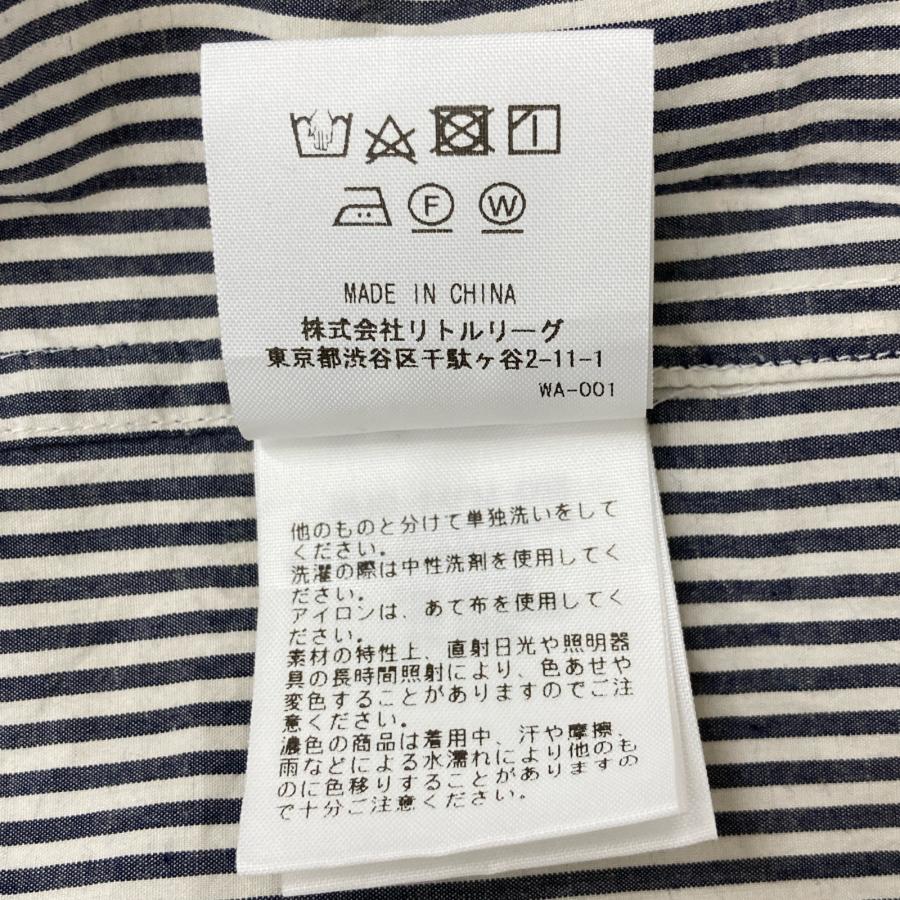 F W
MADE IN CHINA
株式会社リトルリーグ
東京都渋谷区千駄ヶ谷2-11-1
WA-001
他のものと分けて単独洗いをして
ください。
洗濯の際は中性洗剤を使用してく
ださい。
アイロンは、あて布を使用してく
ださい。
素材の特性上、直射日光や照明器
具の長時間照射により、色あせや
変色することがありますのでご注
意ください。
濃色の商品は着用中、汗や摩擦、
雨などによる水濡れにより他のも
のに色移りすることがありますの
で十分ご注意ください。